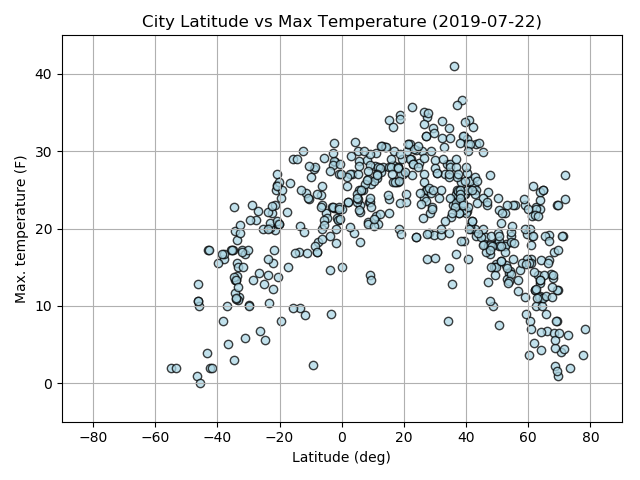 City Latitude vs Max Temperature (2019-07-22)
Max. temperature (F)
40
30
20
10
0
−80 −60 −40 −20 0 20 40 60 80
Latitude (deg)